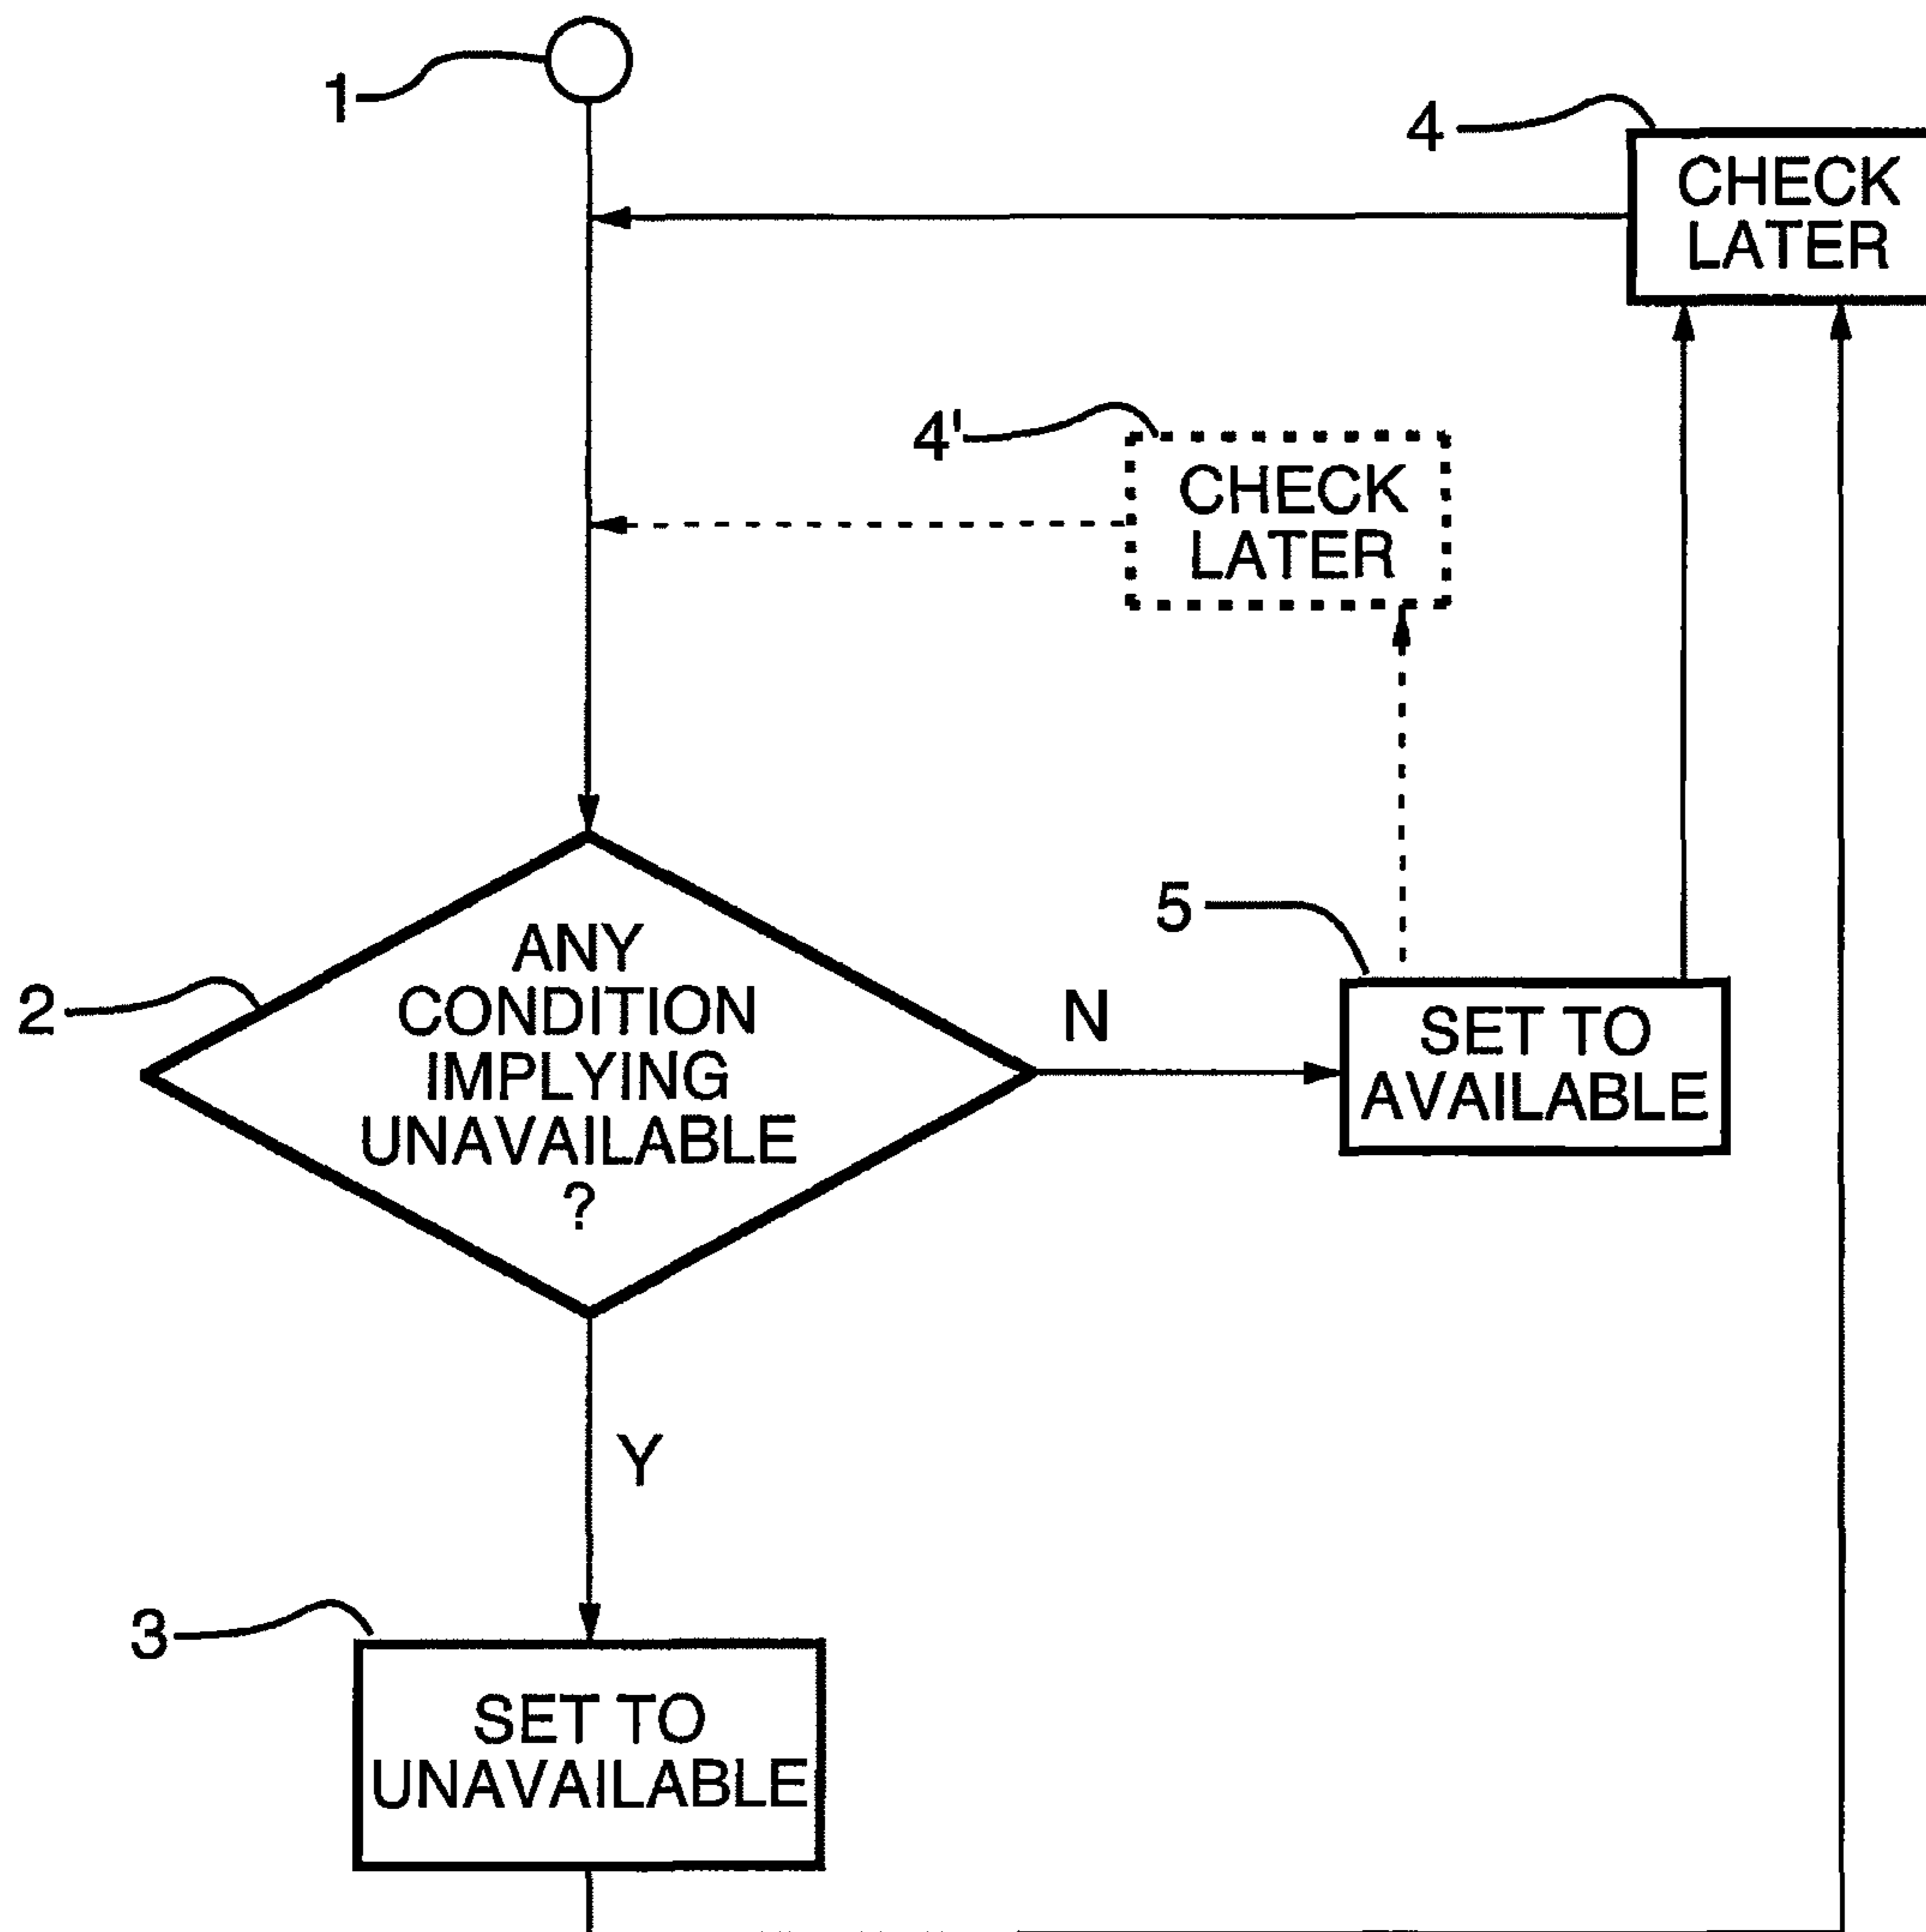 1
4
CHECK
LATER
4'
CHECK
LATER
ANY
CONDITION
IMPLYING
UNAVAILABLE
?
2
N
5
SET TO
AVAILABLE
Y
3
SET TO
UNAVAILABLE